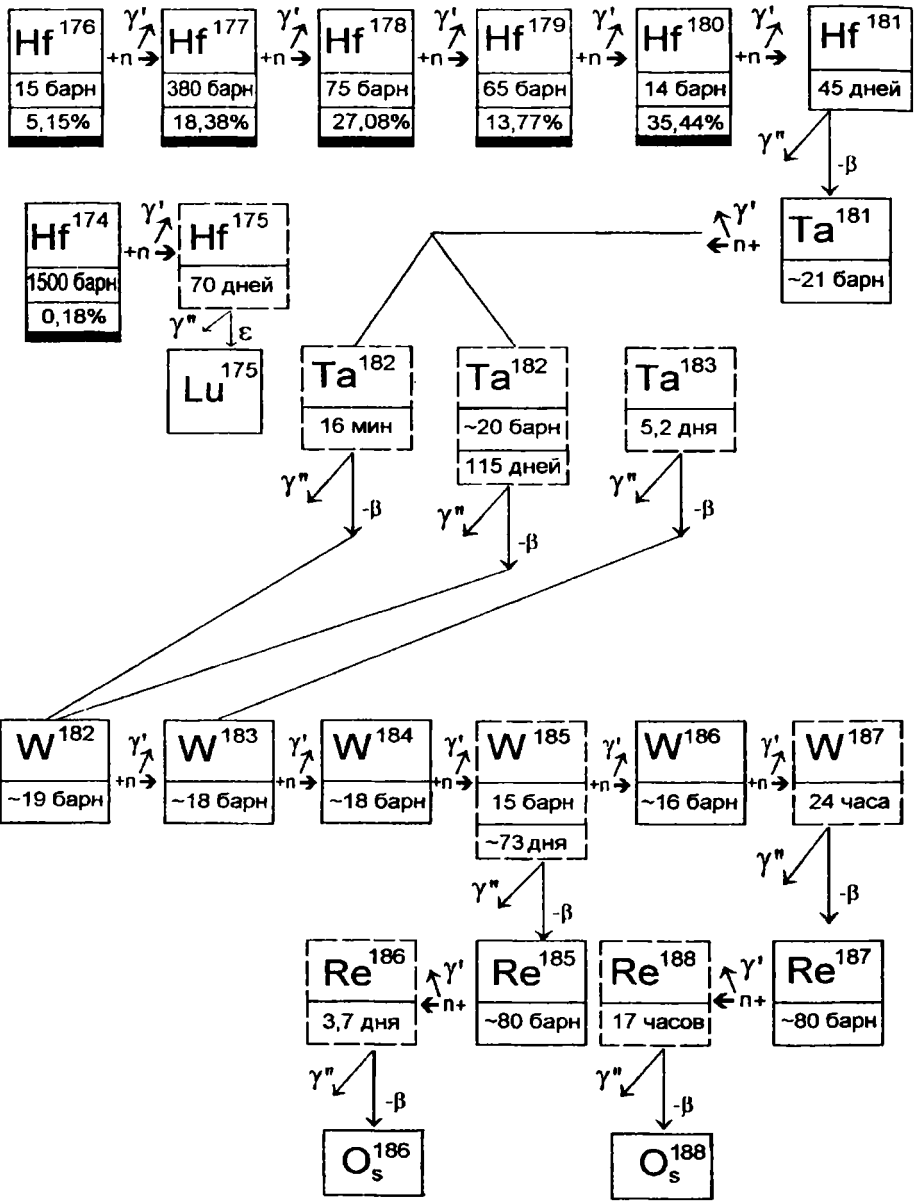 Hf176 +n γ' Hf177 +n γ' Hf178 +n γ' Hf179 +n γ' Hf180 +n γ' Hf181
15 барн 380 барн 75 барн 65 барн 14 барн 45 дней
5,15% 18,38% 27,08% 13,77% 35,44%
γ" -β
Hf174 +n γ' Hf175 γ' n+ Ta181
1500 барн 70 дней ~21 барн
0,18%
γ" ε
Lu175
Ta182 Ta182 Ta183
16 мин ~20 барн 5,2 дня
115 дней
γ" -β γ" -β γ" -β
W182 +n γ' W183 +n γ' W184 +n γ' W185 +n γ' W186 +n γ' W187
~19 барн ~18 барн ~18 барн 15 барн ~16 барн 24 часа
~73 дня
γ" -β γ" -β
Re186 γ' n+ Re185 Re188 γ' n+ Re187
3,7 дня ~80 барн 17 часов ~80 барн
γ" -β γ" -β
Os186 Os188